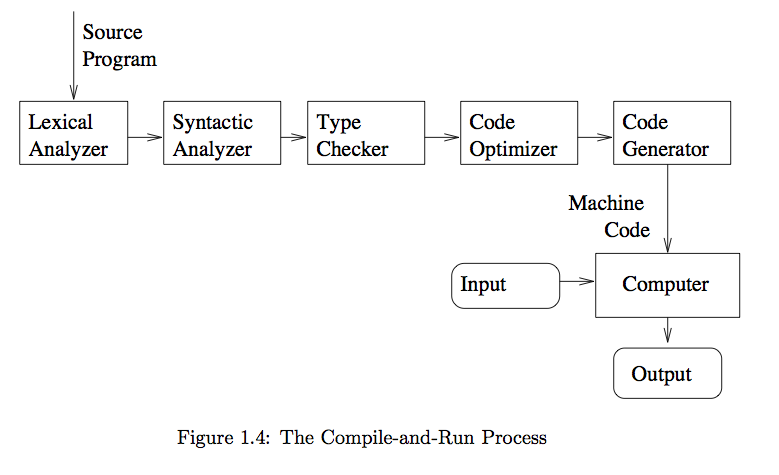 Source
Program
Lexical
Analyzer
Syntactic
Analyzer
Type
Checker
Code
Optimizer
Code
Generator
Machine
Code
Input
Computer
Output
Figure 1.4: The Compile-and-Run Process